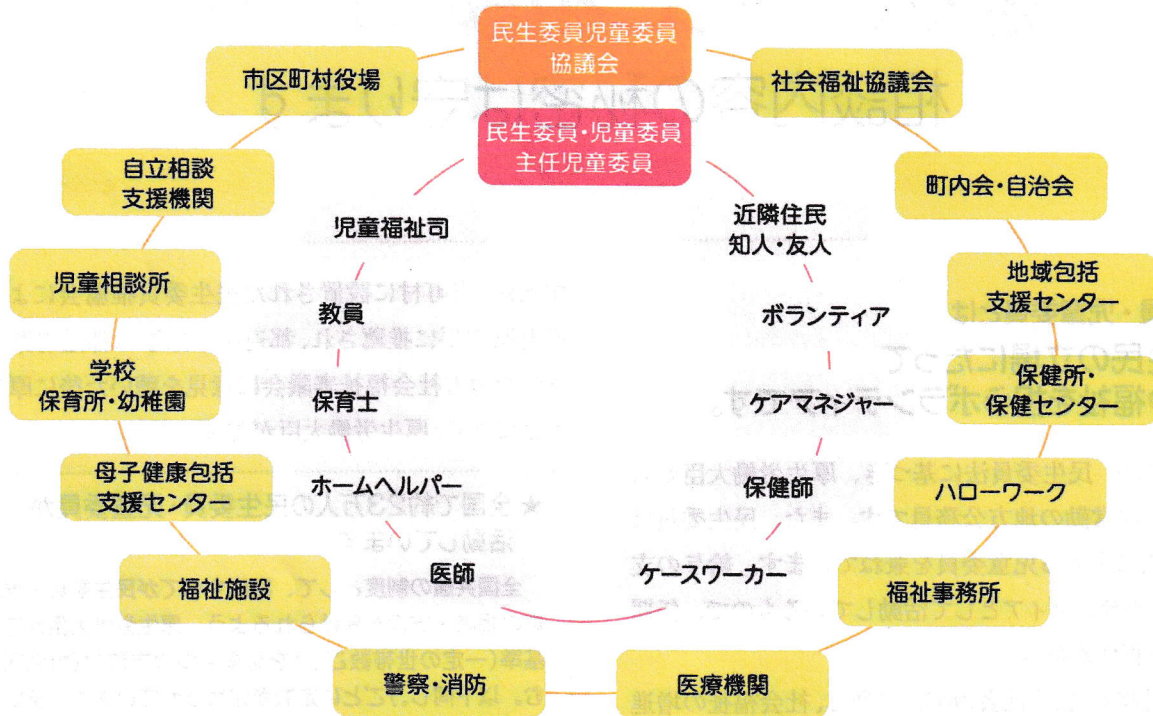 民生委員児童委員
協議会
社会福祉協議会
町内会・自治会
地域包括
支援センター
保健所・
保健センター
ハローワーク
福祉事務所
医療機関
警察・消防
福祉施設
母子健康包括
支援センター
学校
保育所・幼稚園
児童相談所
自立相談
支援機関
市区町村役場
民生委員・児童委員
主任児童委員
近隣住民
知人・友人
ボランティア
ケアマネジャー
保健師
ケースワーカー
医師
ホームヘルパー
保育士
教員
児童福祉司